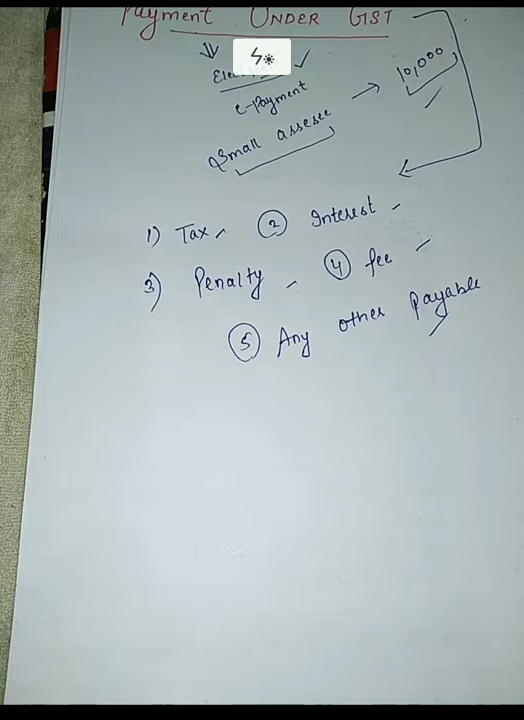 Payment UNDER GST
e-Payment
Small assesee → 10,000
1) Tax ② Interest
3) Penalty ④ fee
⑤ Any other payable